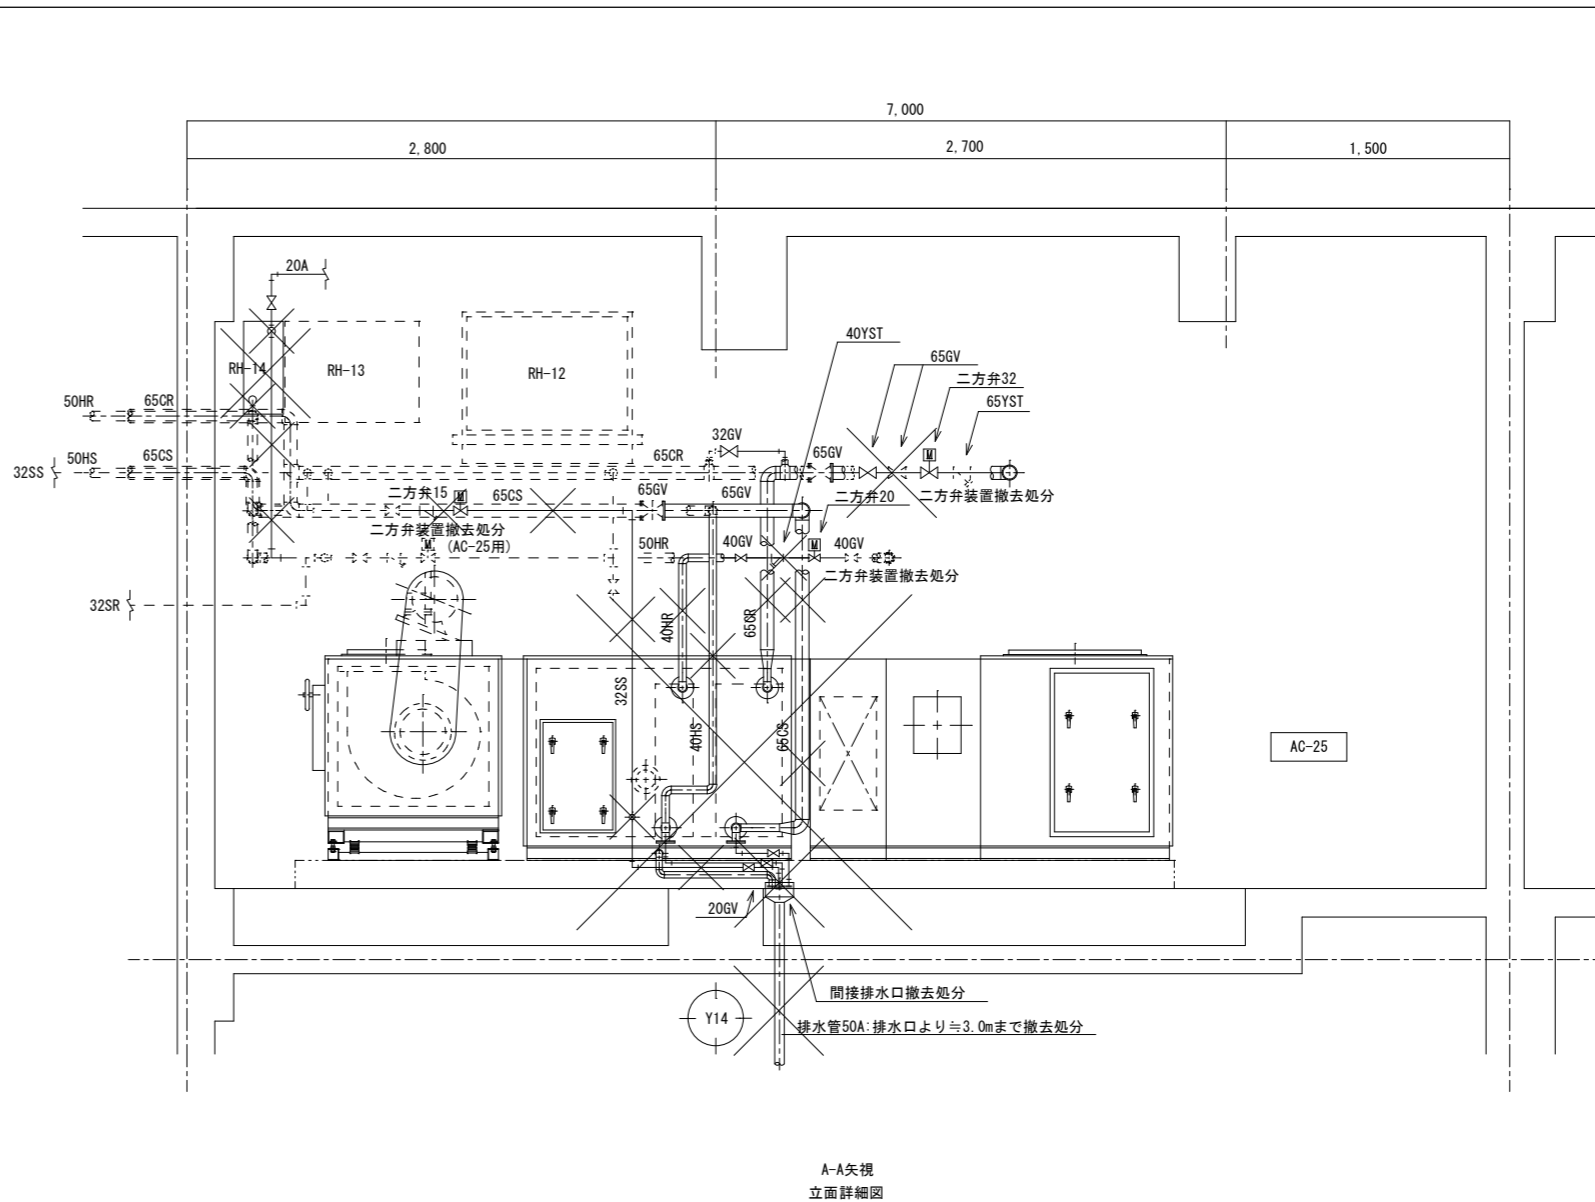 7,000
2,800
2,700
1,500
20A
RH-14
RH-13
RH-12
40YST
65GV
二方弁32
65YST
50HR
65CR
32GV
32SS
50HS
65CS
65CR
65GV
二方弁15
M
65CS
65GV
65GV
M
二方弁20
二方弁装置撤去処分
二方弁装置撤去処分
M
(AC-25用)
50HR
40GV
M
40GV
二方弁装置撤去処分
32SR
40HR
65CR
32SS
40HS
65CS
AC-25
20GV
間接排水口撤去処分
Y14
排水管50A:排水口より≒3.0mまで撤去処分
A-A矢視
立面詳細図